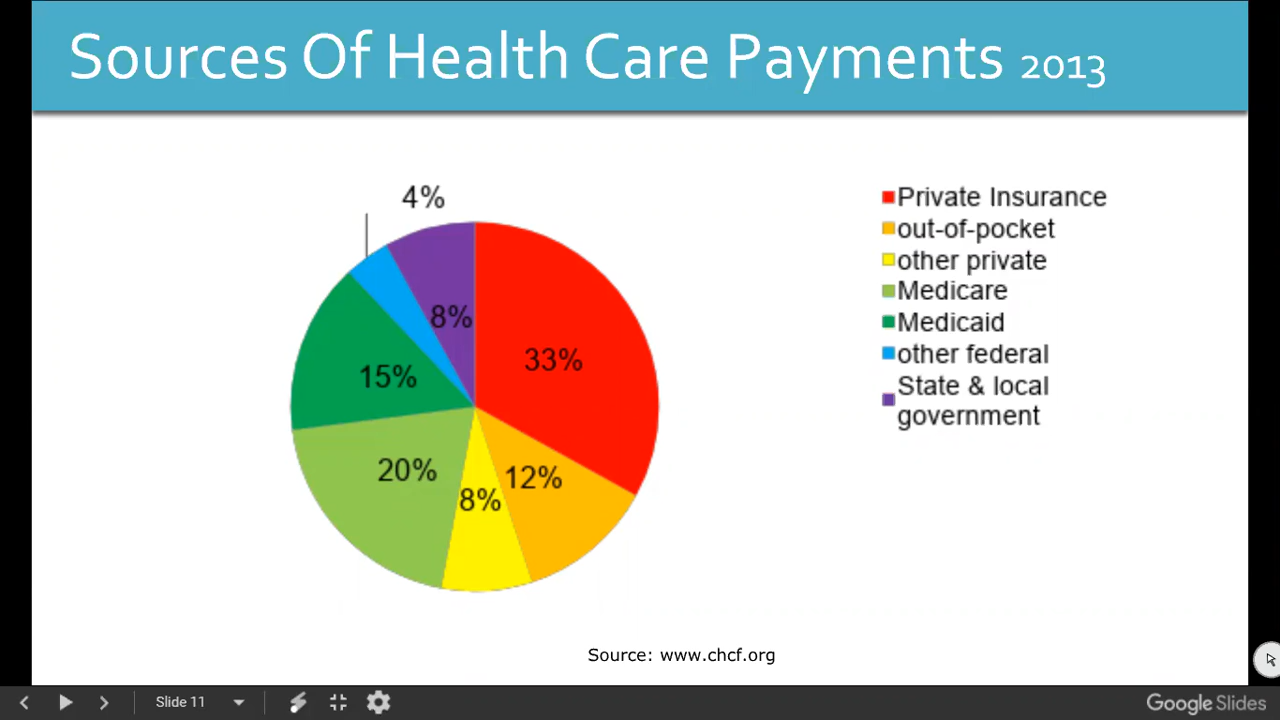 Sources Of Health Care Payments 2013
4%
8%
33%
15%
20%
12%
8%
Private Insurance
out-of-pocket
other private
Medicare
Medicaid
other federal
State & local
government
Source: www.chcf.org
Slide 11
Google Slides